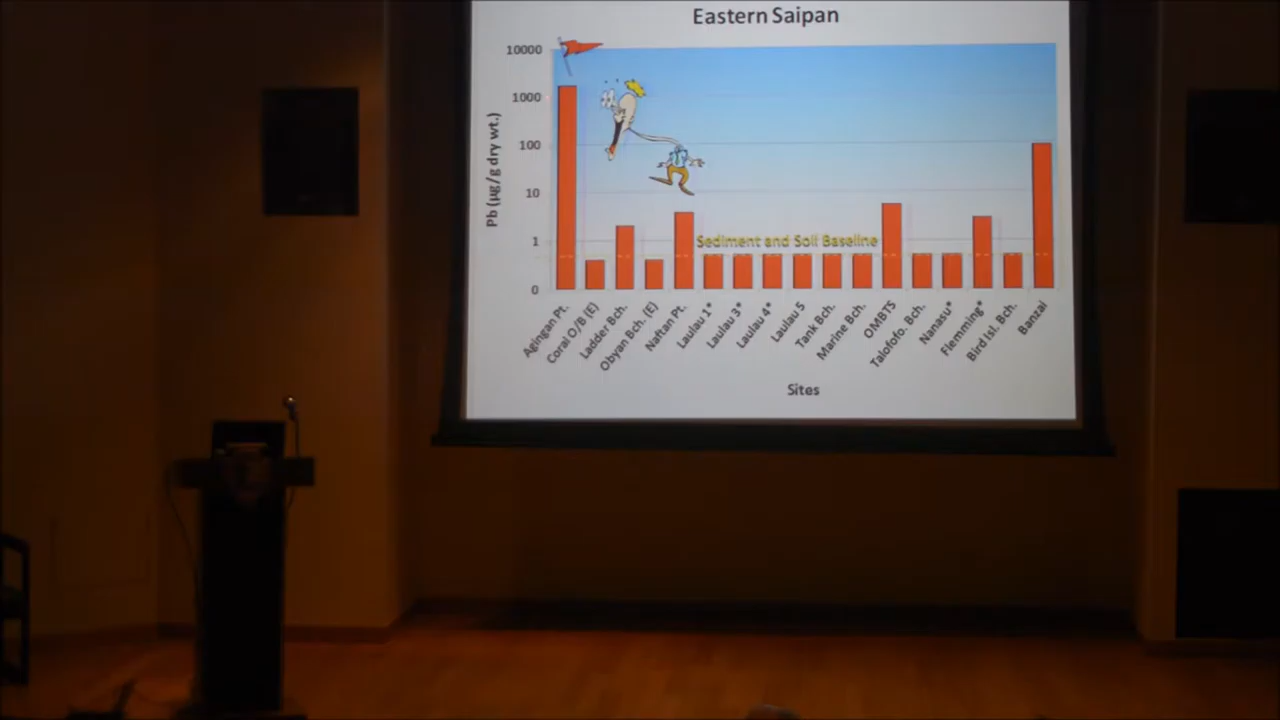 Eastern Saipan
10000
1000
100
10
1
0
Pb (µg/g dry wt.)
Sediment and Soil Baseline
Agingan Pt.
Coral O/B (E)
Ladder Bch.
Obyan Bch. (E)
Naftan Pt.
Laulau 1*
Laulau 3*
Laulau 4*
Laulau 5
Tank Bch.
Marine Bch.
OMBTS
Talofofo. Bch.
Nanasu*
Flemming*
Bird Isl. Bch.
Banzai
Sites